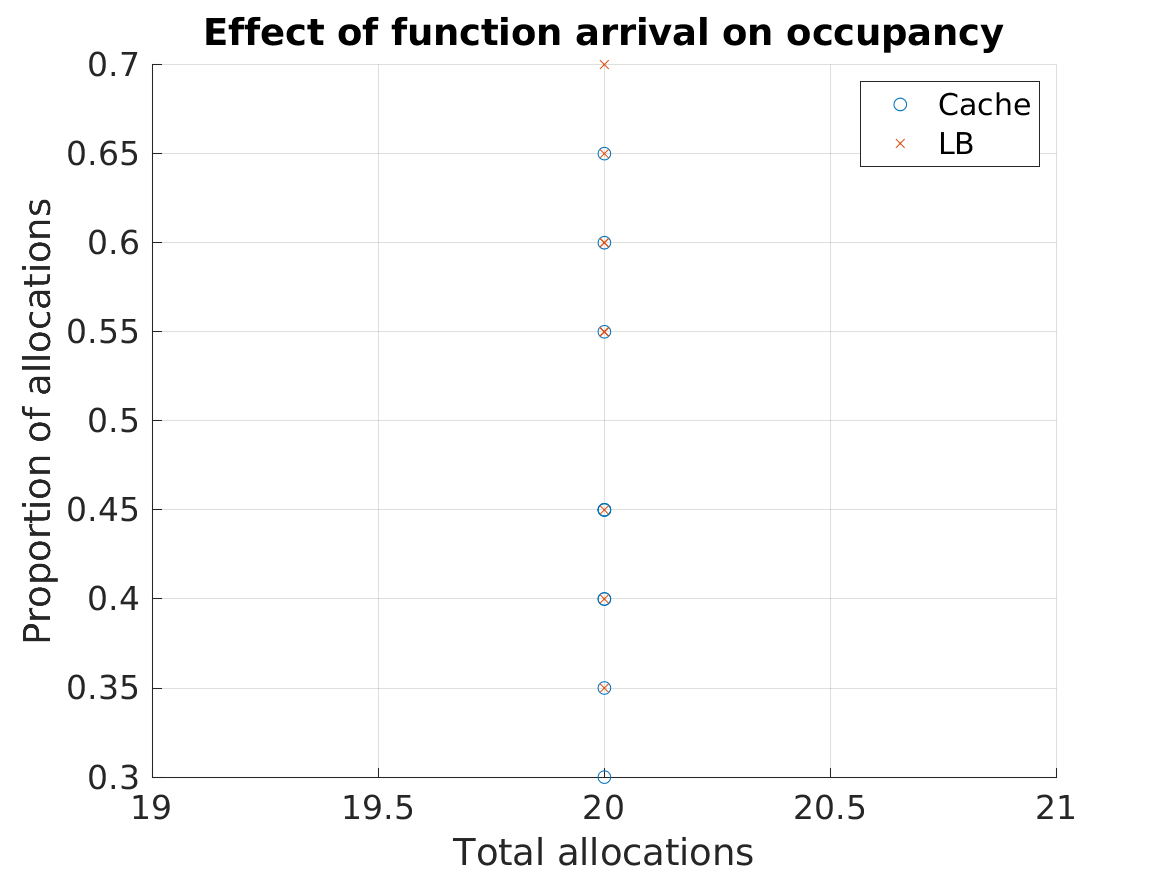 Effect of function arrival on occupancy
Cache
LB
Proportion of allocations
0.7
0.65
0.6
0.55
0.5
0.45
0.4
0.35
0.3
19
19.5
20
20.5
21
Total allocations